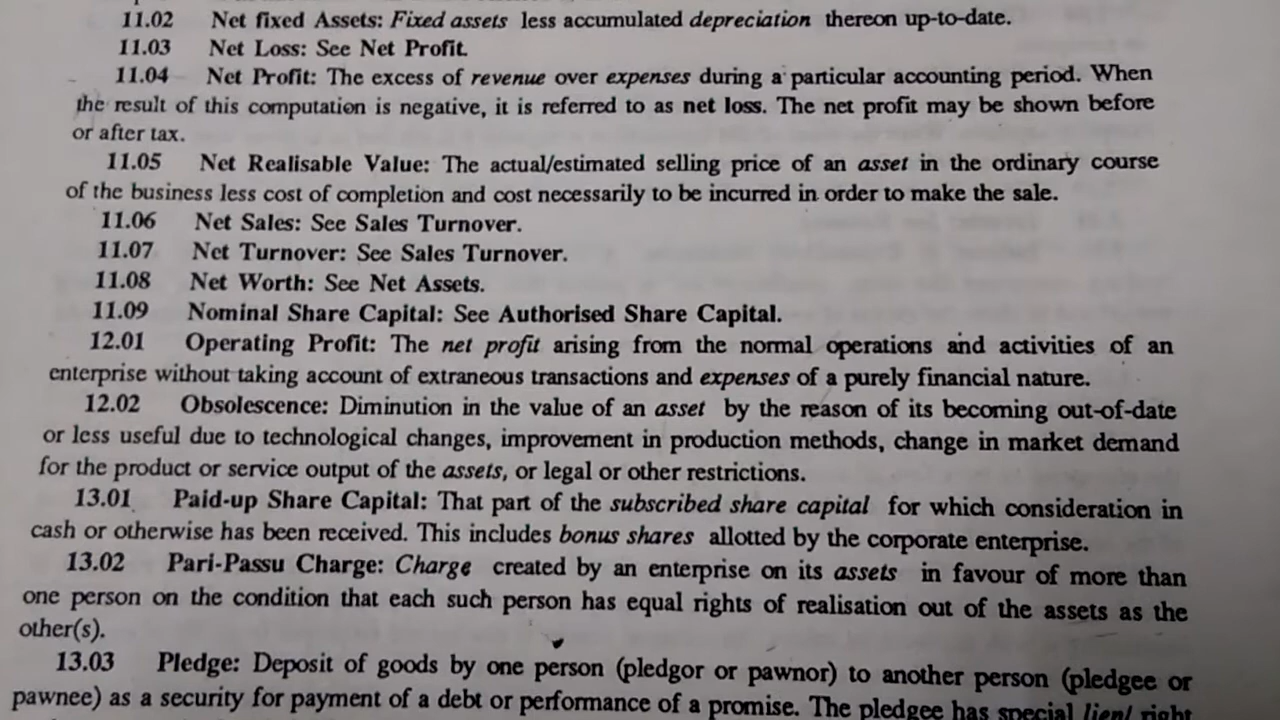 11.02 Net fixed Assets: Fixed assets less accumulated depreciation thereon up-to-date.
11.03 Net Loss: See Net Profit.
11.04 Net Profit: The excess of revenue over expenses during a particular accounting period. When
the result of this computation is negative, it is referred to as net loss. The net profit may be shown before
or after tax.
11.05 Net Realisable Value: The actual/estimated selling price of an asset in the ordinary course
of the business less cost of completion and cost necessarily to be incurred in order to make the sale.
11.06 Net Sales: See Sales Turnover.
11.07 Net Turnover: See Sales Turnover.
11.08 Net Worth: See Net Assets.
11.09 Nominal Share Capital: See Authorised Share Capital.
12.01 Operating Profit: The net profit arising from the normal operations and activities of an
enterprise without taking account of extraneous transactions and expenses of a purely financial nature.
12.02 Obsolescence: Diminution in the value of an asset by the reason of its becoming out-of-date
or less useful due to technological changes, improvement in production methods, change in market demand
for the product or service output of the assets, or legal or other restrictions.
13.01 Paid-up Share Capital: That part of the subscribed share capital for which consideration in
cash or otherwise has been received. This includes bonus shares allotted by the corporate enterprise.
13.02 Pari-Passu Charge: Charge created by an enterprise on its assets in favour of more than
one person on the condition that each such person has equal rights of realisation out of the assets as the
other(s).
13.03 Pledge: Deposit of goods by one person (pledgor or pawnor) to another person (pledgee or
pawnee) as a security for payment of a debt or performance of a promise. The pledgee has special lien/ right